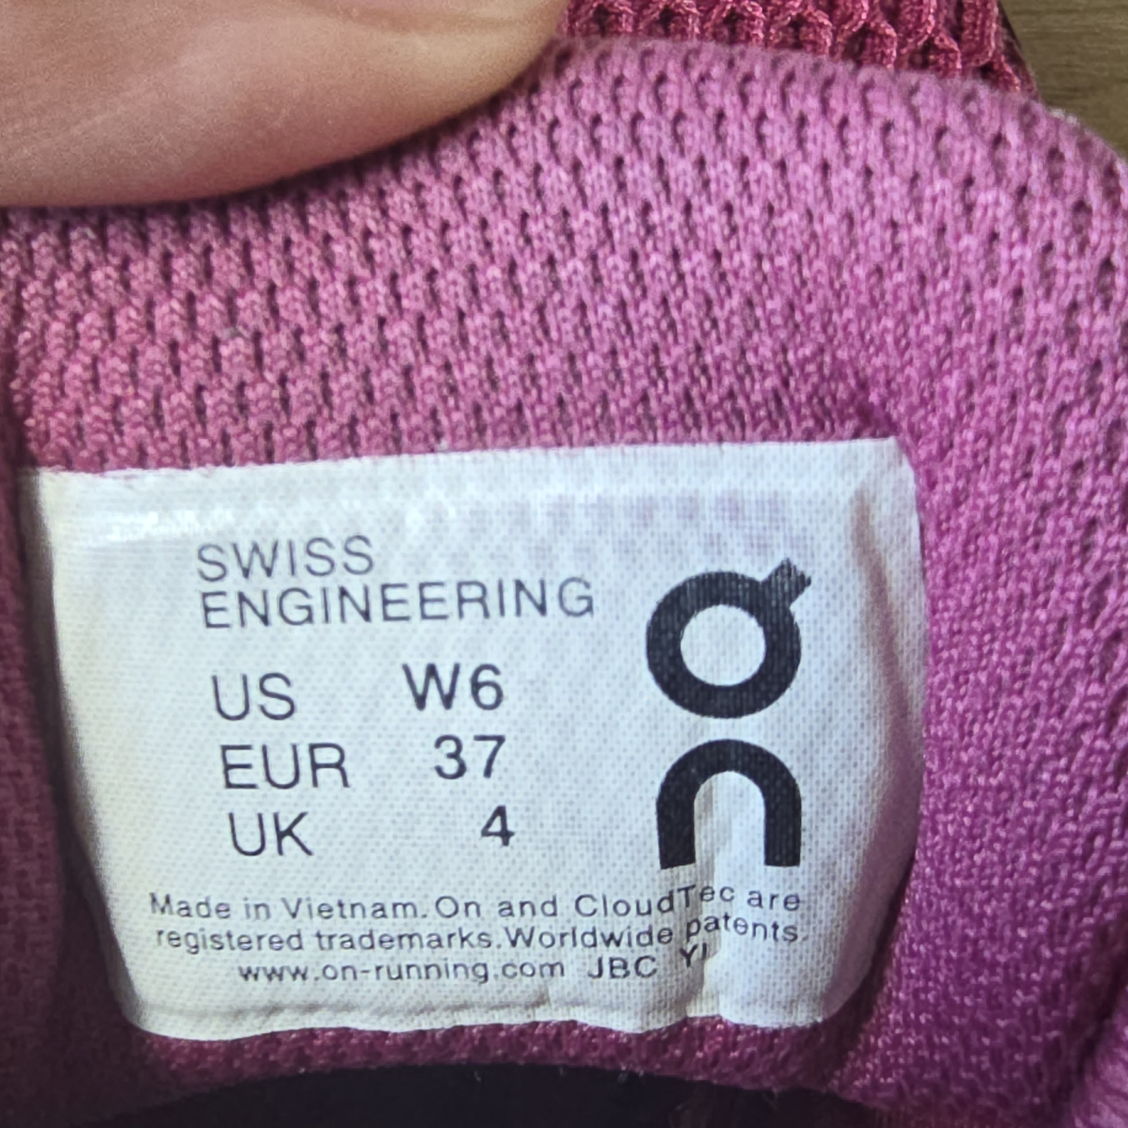 SWISS
ENGINEERING
US W6
EUR 37
UK 4
On
Made in Vietnam. On and CloudTec are
registered trademarks. Worldwide patents.
www.on-running.com JBC